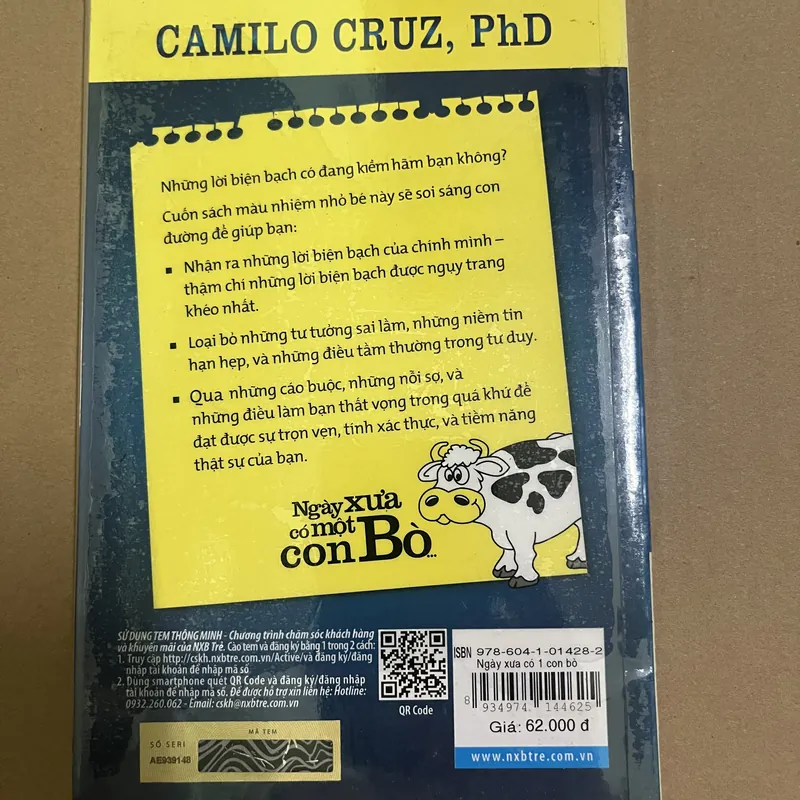 CAMILO CRUZ, PhD
Những lời biện bạch có đang kiềm hãm bạn không?
Cuốn sách màu nhiệm nhỏ bé này sẽ soi sáng con
đường để giúp bạn:
▪ Nhận ra những lời biện bạch của chính mình –
thậm chí những lời biện bạch được ngụy trang
khéo nhất.
▪ Loại bỏ những tư tưởng sai lầm, những niềm tin
hạn hẹp, và những điều tầm thường trong tư duy.
▪ Qua những cáo buộc, những nỗi sợ, và
những điều làm bạn thất vọng trong quá khứ để
đạt được sự trọn vẹn, tính xác thực, và tiềm năng
thật sự của bạn.
Ngày xưa
có một
con Bò...
SỬ DỤNG TEM THÔNG MINH - Chương trình chăm sóc khách hàng
và khuyến mãi của NXB Trẻ. Cào tem và đăng ký bằng 1 trong 2 cách:
1. Truy cập http://cskh.nxbtre.com.vn/Active/và đăng ký/đăng
nhập tài khoản để nhập mã số
2. Dùng smartphone quét QR Code và đăng ký/đăng nhập
tài khoản để nhập mã số. Để được hỗ trợ xin liên hệ: Hotline:
0932.260.062 - Email: cskh@nxbtre.com.vn
QR Code
MÃ TEM
SỐ SERI
AE939148
ISBN 978-604-1-01428-2
Ngày xưa có 1 con bò
8 934974 144625
Giá: 62.000 đ
www.nxbtre.com.vn